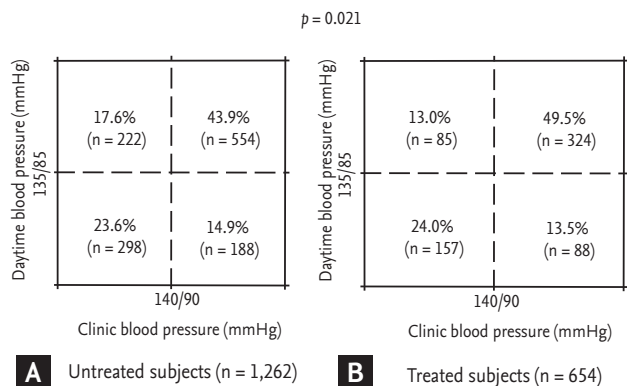 p = 0.021
Daytime blood pressure (mmHg)
135/85
17.6%
(n = 222)
43.9%
(n = 554)
23.6%
(n = 298)
14.9%
(n = 188)
140/90
Clinic blood pressure (mmHg)
A Untreated subjects (n = 1,262)
Daytime blood pressure (mmHg)
135/85
13.0%
(n = 85)
49.5%
(n = 324)
24.0%
(n = 157)
13.5%
(n = 88)
140/90
Clinic blood pressure (mmHg)
B Treated subjects (n = 654)